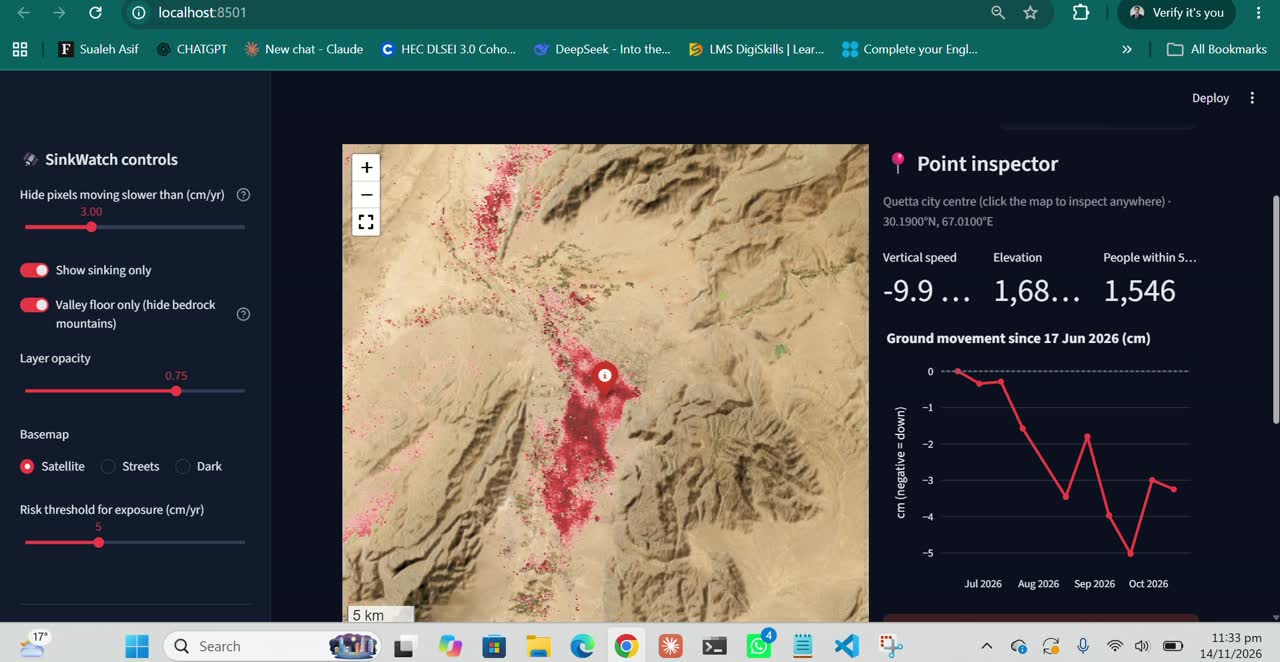 localhost:8501
Verify it's you
Sualeh Asif
CHATGPT
New chat - Claude
HEC DLSEI 3.0 Coho...
DeepSeek - Into the...
LMS DigiSkills | Lear...
Complete your Engl...
»
All Bookmarks
Deploy
SinkWatch controls
Hide pixels moving slower than (cm/yr)
3.00
Show sinking only
Valley floor only (hide bedrock
mountains)
Layer opacity
0.75
Basemap
Satellite
Streets
Dark
Risk threshold for exposure (cm/yr)
5
+
−
5 km
Point inspector
Quetta city centre (click the map to inspect anywhere) ·
30.1900°N, 67.0100°E
Vertical speed
Elevation
People within 5...
-9.9 ...
1,68...
1,546
Ground movement since 17 Jun 2026 (cm)
cm (negative = down)
0
−1
−2
−3
−4
−5
Jul 2026
Aug 2026
Sep 2026
Oct 2026
17°
Search
4
11:33 pm
14/11/2026